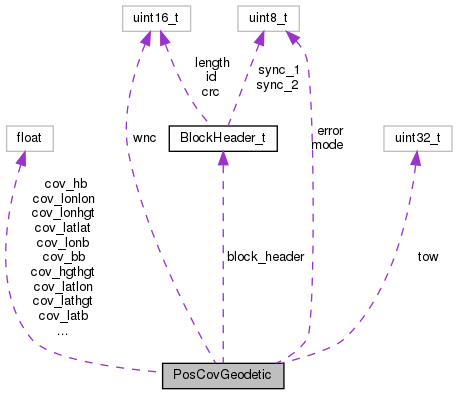 uint16_t
uint8_t
length
id
crc
sync_1
sync_2
float
wnc
BlockHeader_t
error
mode
uint32_t
cov_hb
cov_lonlon
cov_lonhgt
cov_latlat
cov_lonb
cov_bb
cov_hgthgt
cov_latlon
cov_lathgt
cov_latb
...
block_header
tow
PosCovGeodetic